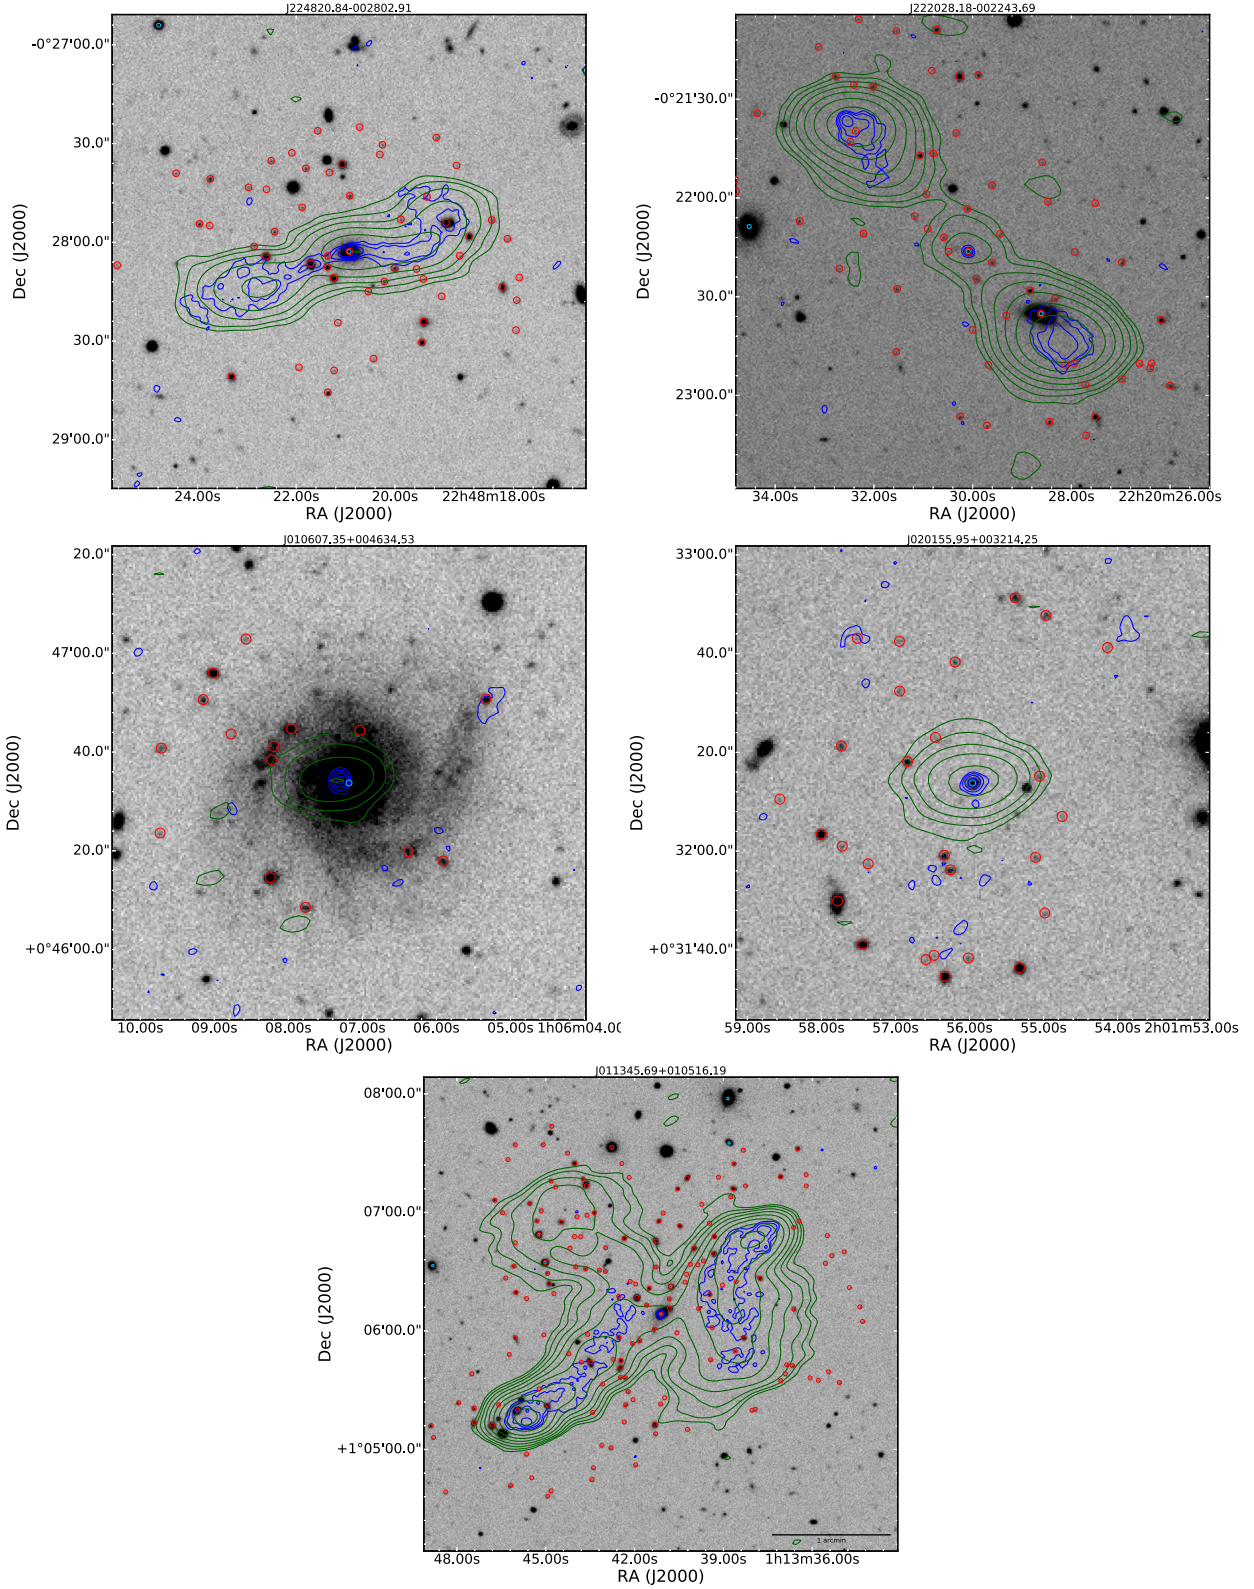 J224820.84-002802.91
-0°27'00.0"
30.0"
28'00.0"
30.0"
29'00.0"
Dec (J2000)
24.00s 22.00s 20.00s 22h48m18.00s
RA (J2000)
J222028.18-002243.69
-0°21'30.0"
22'00.0"
30.0"
23'00.0"
Dec (J2000)
34.00s 32.00s 30.00s 28.00s 22h20m26.00s
RA (J2000)
J010607.35+004634.53
20.0"
47'00.0"
40.0"
20.0"
+0°46'00.0"
Dec (J2000)
10.00s 09.00s 08.00s 07.00s 06.00s 05.00s 1h06m04.00
RA (J2000)
J020155.95+003214.25
33'00.0"
40.0"
20.0"
32'00.0"
+0°31'40.0"
Dec (J2000)
59.00s 58.00s 57.00s 56.00s 55.00s 54.00s 2h01m53.00s
RA (J2000)
J011345.69+010516.19
08'00.0"
07'00.0"
06'00.0"
+1°05'00.0"
Dec (J2000)
1 arcmin
48.00s 45.00s 42.00s 39.00s 1h13m36.00s
RA (J2000)